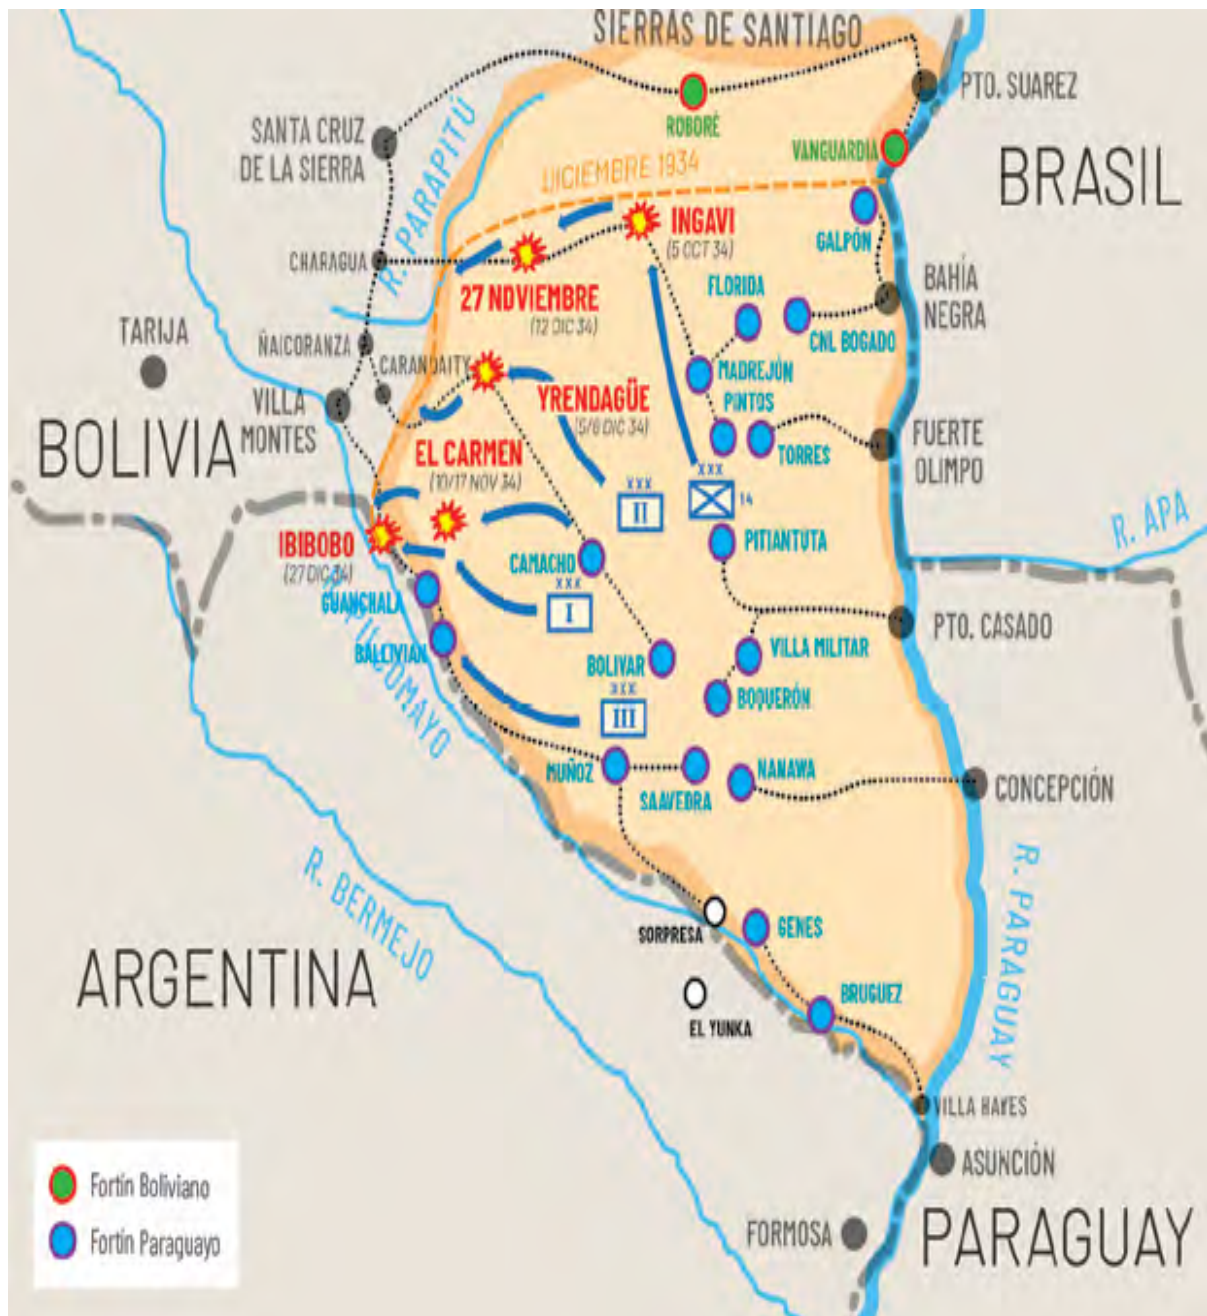 SIERRAS DE SANTIAGO
PTO. SUAREZ
ROBORÉ
SANTA CRUZ
DE LA SIERRA
VANGUARDIA
BRASIL
R. PARAPITÚ
DICIEMBRE 1934
INGAVI
(5 OCT 34)
GALPÓN
CHARAGUA
27 NOVIEMBRE
(12 DIC 34)
FLORIDA
BAHÍA
NEGRA
CNL BOGADO
TARIJA
ÑAICORANZA
CARANDAITY
MADREJÓN
VILLA
MONTES
YRENDAGÜE
(5/8 DIC 34)
PINTOS
TORRES
FUERTE
OLIMPO
BOLIVIA
EL CARMEN
(10/17 NOV 34)
XXX
II
XXX
14
R. APA
IBIBOBO
(27 DIC 34)
CAMACHO
PITIANTUTA
GUANCHALA
XXX
I
PTO. CASADO
BALLIVIÁN
R. PILCOMAYO
BOLIVAR
VILLA MILITAR
XXX
III
BOQUERÓN
MUÑOZ
SAAVEDRA
NANAWA
CONCEPCIÓN
R. BERMEJO
R. PARAGUAY
SORPRESA
GENES
ARGENTINA
EL YUNKA
BRUGUEZ
VILLA HAYES
ASUNCIÓN
FORMOSA
PARAGUAY
Fortín Boliviano
Fortín Paraguayo